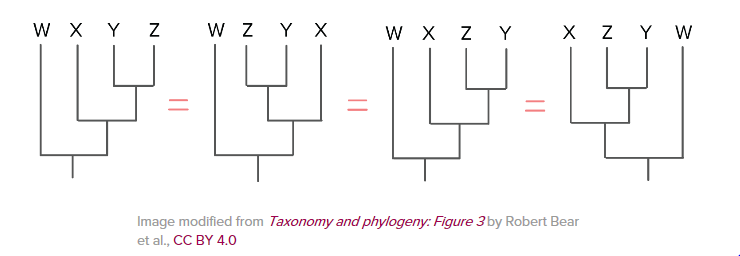 W X Y Z = W Z Y X = W X Z Y = X Z Y W
Image modified from Taxonomy and phylogeny: Figure 3 by Robert Bear
et al., CC BY 4.0